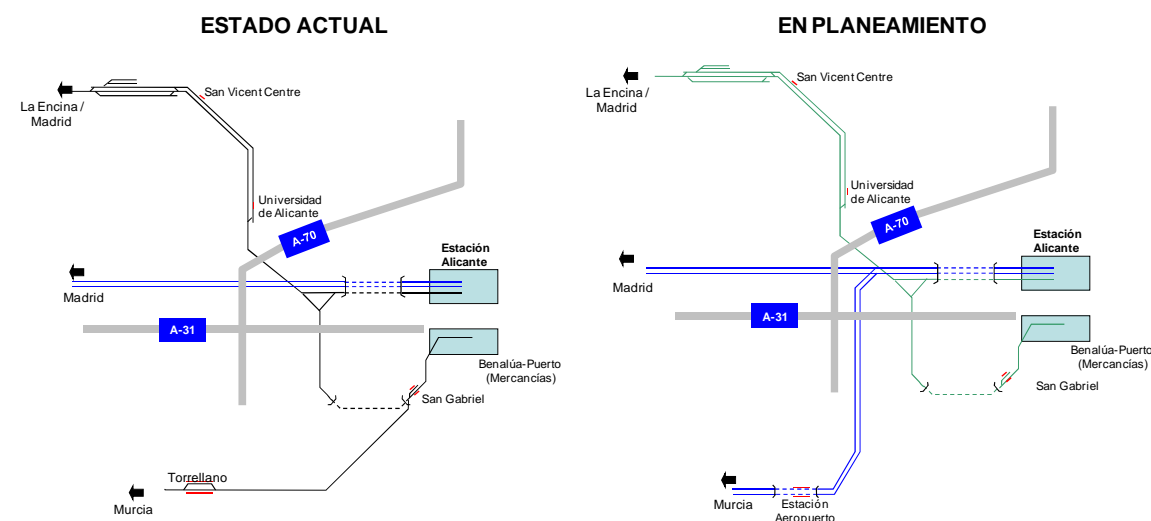 ESTADO ACTUAL
La Encina /
Madrid
San Vicent Centre
Universidad
de Alicante
A-70
Estación
Alicante
Madrid
A-31
Benalúa-Puerto
(Mercancías)
San Gabriel
Torrellano
Murcia
EN PLANEAMIENTO
La Encina /
Madrid
San Vicent Centre
Universidad
de Alicante
A-70
Estación
Alicante
Madrid
A-31
Benalúa-Puerto
(Mercancías)
San Gabriel
Murcia
Estación
Aeropuerto